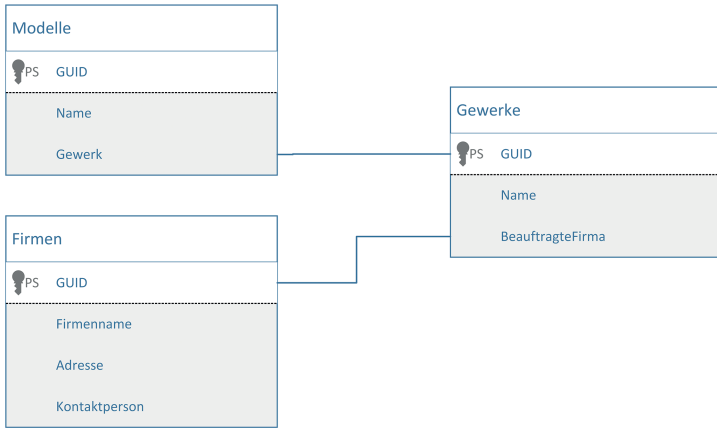 Modelle
PS GUID
Name
Gewerk
Gewerke
PS GUID
Name
BeauftragteFirma
Firmen
PS GUID
Firmenname
Adresse
Kontaktperson